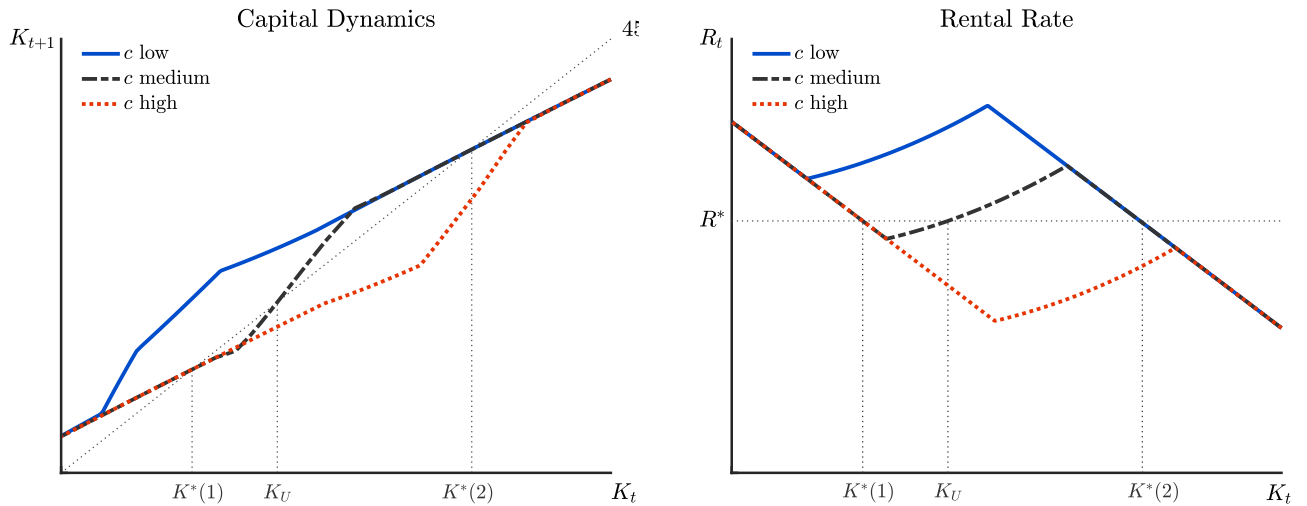 Capital Dynamics
K_{t+1}
c low
c medium
c high
K*(1)
K_U
K*(2)
K_t
Rental Rate
R_t
c low
c medium
c high
R*
K*(1)
K_U
K*(2)
K_t